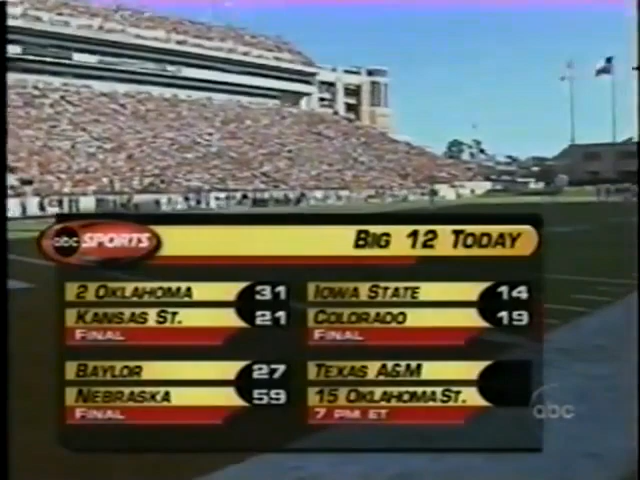 abc SPORTS
BIG 12 TODAY
2 OKLAHOMA 31
KANSAS ST. 21
FINAL
IOWA STATE 14
COLORADO 19
FINAL
BAYLOR 27
NEBRASKA 59
FINAL
TEXAS A&M
15 OKLAHOMA ST.
7 PM ET
abc